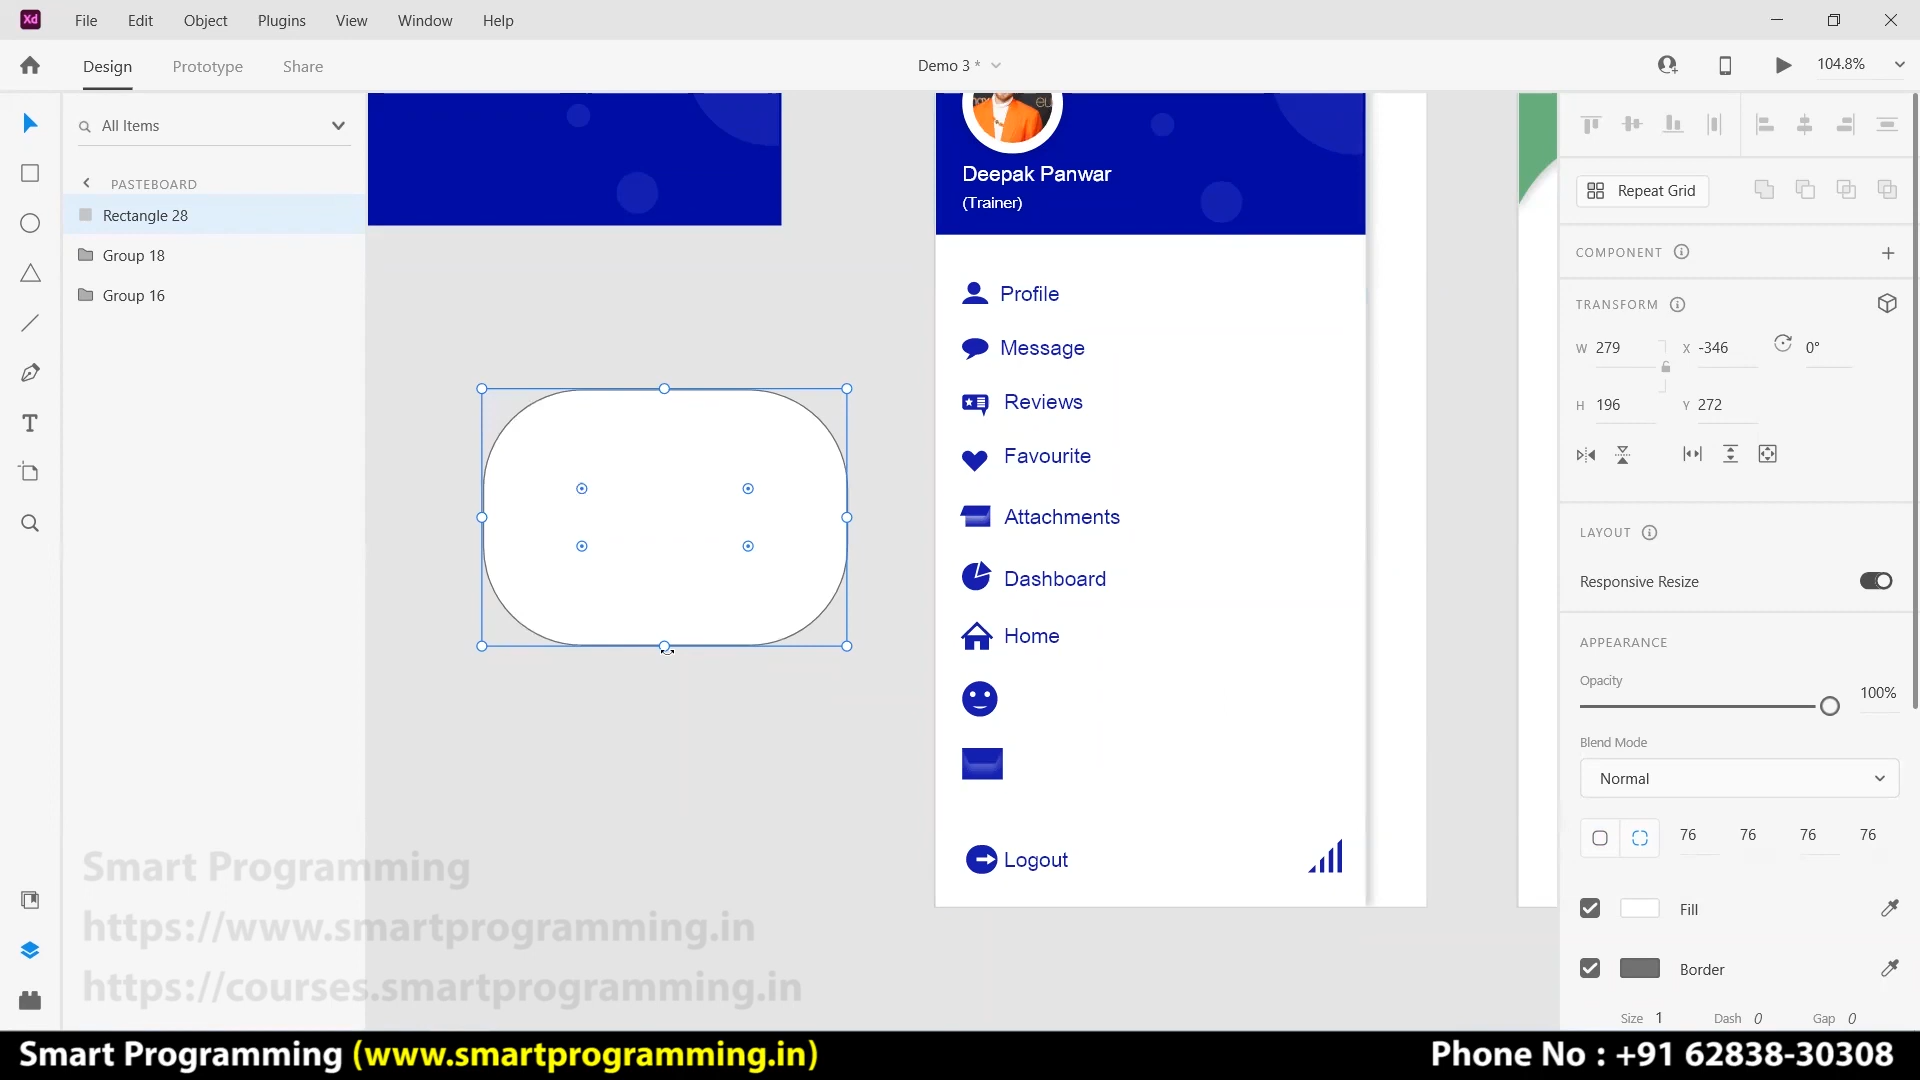 Xd File Edit Object Plugins View Window Help
Design Prototype Share Demo 3 * 104.8%
All Items
PASTEBOARD
Rectangle 28
Group 18
Group 16
Deepak Panwar
(Trainer)
Profile
Message
Reviews
Favourite
Attachments
Dashboard
Home
Logout
Repeat Grid
COMPONENT
TRANSFORM
W 279 X -346 0°
H 196 Y 272
LAYOUT
Responsive Resize
APPEARANCE
Opacity
100%
Blend Mode
Normal
76 76 76 76
Fill
Border
Size 1 Dash 0 Gap 0
Smart Programming
https://www.smartprogramming.in
https://courses.smartprogramming.in
Smart Programming (www.smartprogramming.in) Phone No : +91 62838-30308